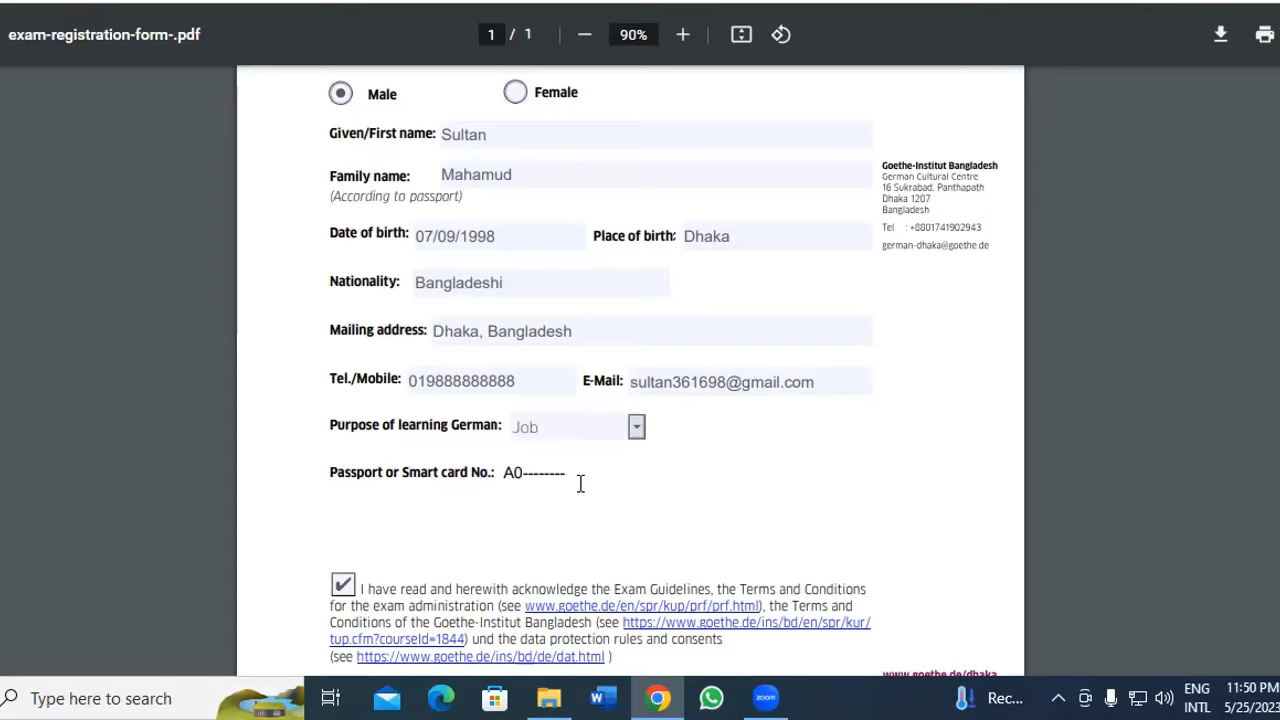 exam-registration-form-.pdf
1 / 1
90%
Male
Female
Given/First name: Sultan
Family name: Mahamud
(According to passport)
Date of birth: 07/09/1998 Place of birth: Dhaka
Nationality: Bangladeshi
Mailing address: Dhaka, Bangladesh
Tel./Mobile: 019888888888 E-Mail: sultan361698@gmail.com
Purpose of learning German: Job
Passport or Smart card No.: A0--------
Goethe-Institut Bangladesh
German Cultural Centre
16 Sukrabad, Panthapath
Dhaka 1207
Bangladesh
Tel : +8801741902943
german-dhaka@goethe.de
I have read and herewith acknowledge the Exam Guidelines, the Terms and Conditions
for the exam administration (see www.goethe.de/en/spr/kup/prf/prf.html), the Terms and
Conditions of the Goethe-Institut Bangladesh (see https://www.goethe.de/ins/bd/en/spr/kur/
tup.cfm?courseId=1844) und the data protection rules and consents
(see https://www.goethe.de/ins/bd/de/dat.html )
www.goethe.de/dhaka
Type here to search
Rec...
ENG
INTL
11:50 PM
5/25/2023